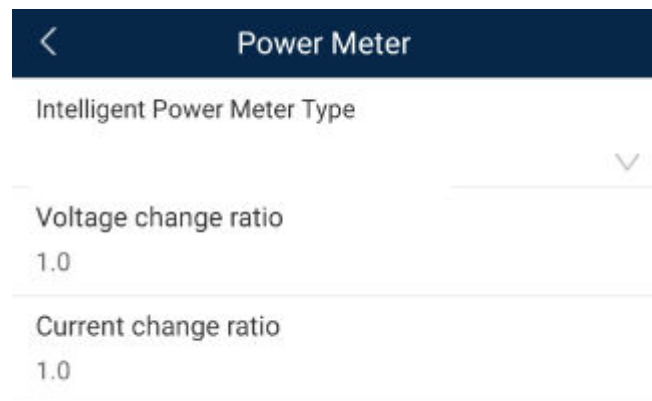 Power Meter
Intelligent Power Meter Type
Voltage change ratio
1.0
Current change ratio
1.0